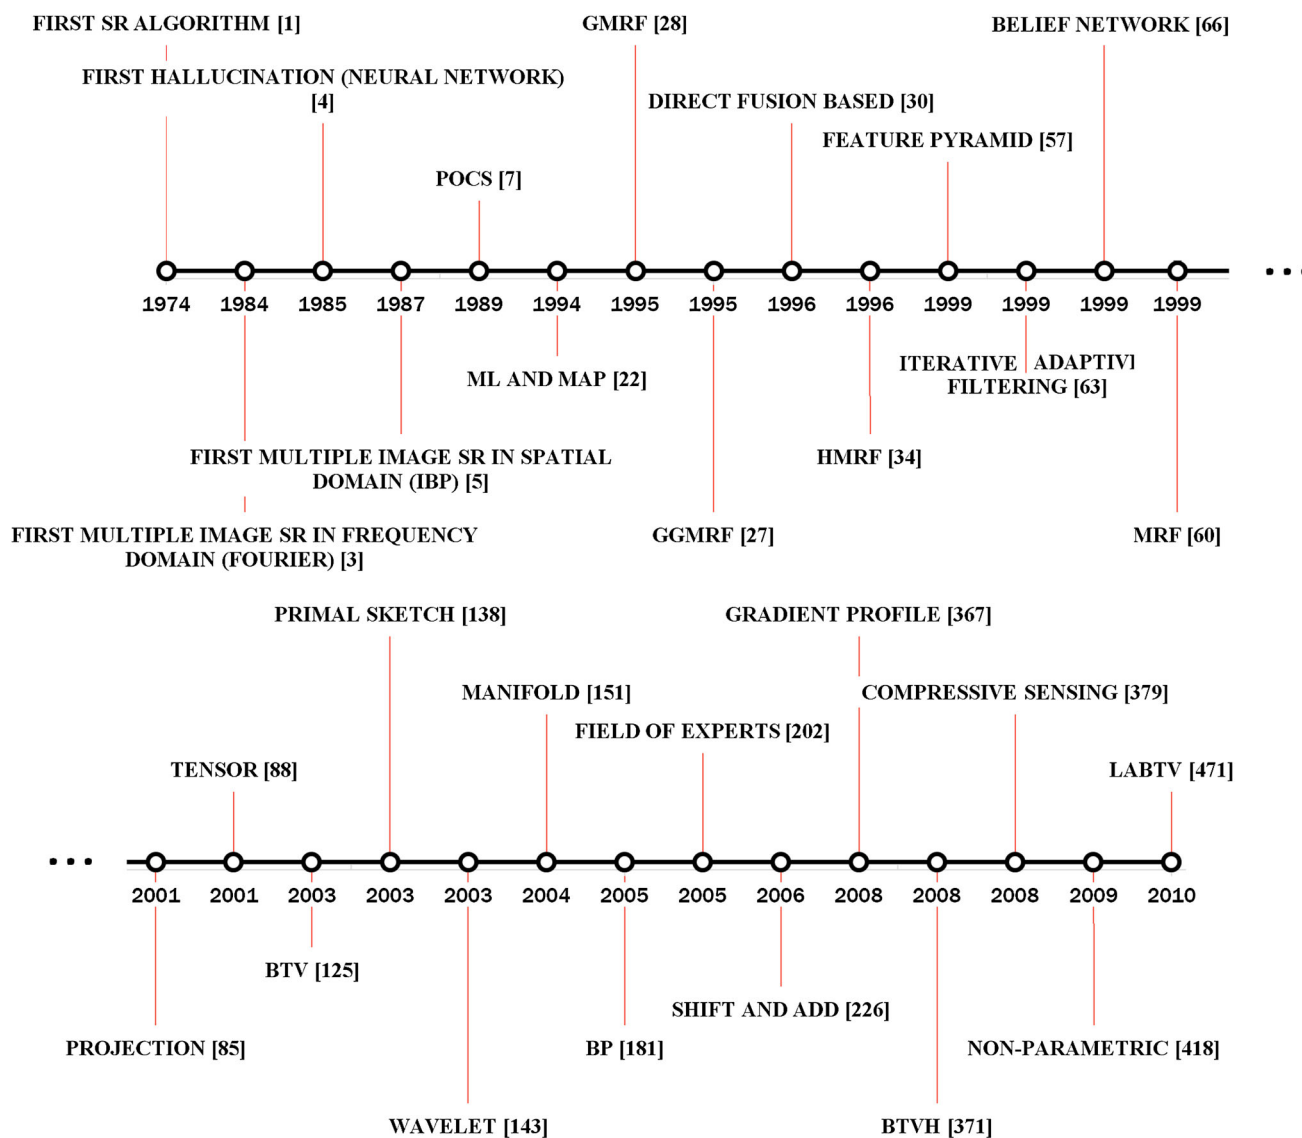 FIRST SR ALGORITHM [1]
GMRF [28]
BELIEF NETWORK [66]
FIRST HALLUCINATION (NEURAL NETWORK)
[4]
DIRECT FUSION BASED [30]
FEATURE PYRAMID [57]
POCS [7]
1974 1984 1985 1987 1989 1994 1995 1995 1996 1996 1999 1999 1999 1999
ITERATIVE ADAPTIVI
FILTERING [63]
ML AND MAP [22]
FIRST MULTIPLE IMAGE SR IN SPATIAL
DOMAIN (IBP) [5]
HMRF [34]
FIRST MULTIPLE IMAGE SR IN FREQUENCY
DOMAIN (FOURIER) [3]
GGMRF [27]
MRF [60]
PRIMAL SKETCH [138]
GRADIENT PROFILE [367]
MANIFOLD [151]
COMPRESSIVE SENSING [379]
FIELD OF EXPERTS [202]
TENSOR [88]
LABTV [471]
2001 2001 2003 2003 2003 2004 2005 2005 2006 2008 2008 2008 2009 2010
BTV [125]
SHIFT AND ADD [226]
PROJECTION [85]
BP [181]
NON-PARAMETRIC [418]
WAVELET [143]
BTVH [371]